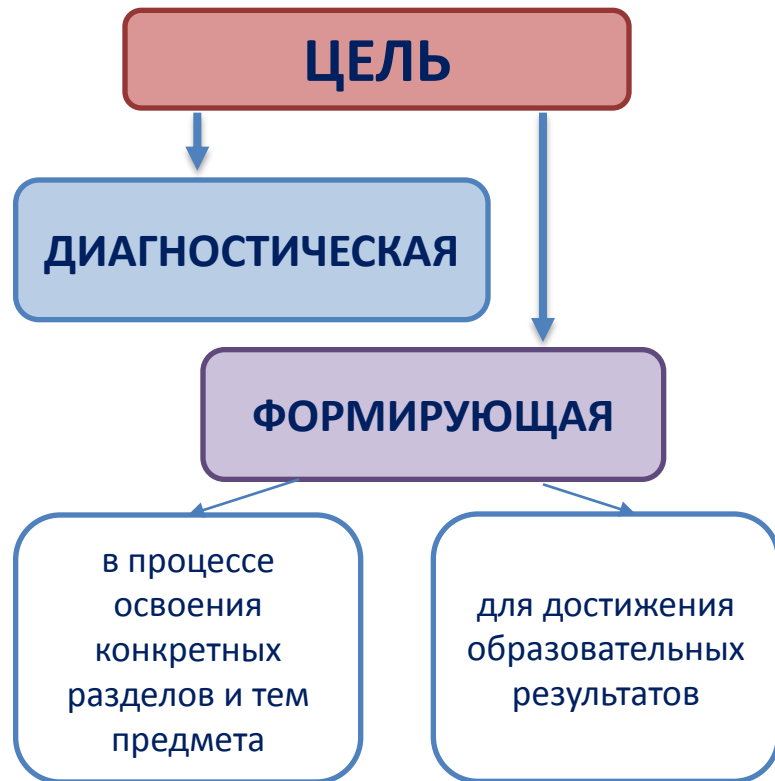 ЦЕЛЬ
ДИАГНОСТИЧЕСКАЯ
ФОРМИРУЮЩАЯ
в процессе
освоения
конкретных
разделов и тем
предмета
для достижения
образовательных
результатов